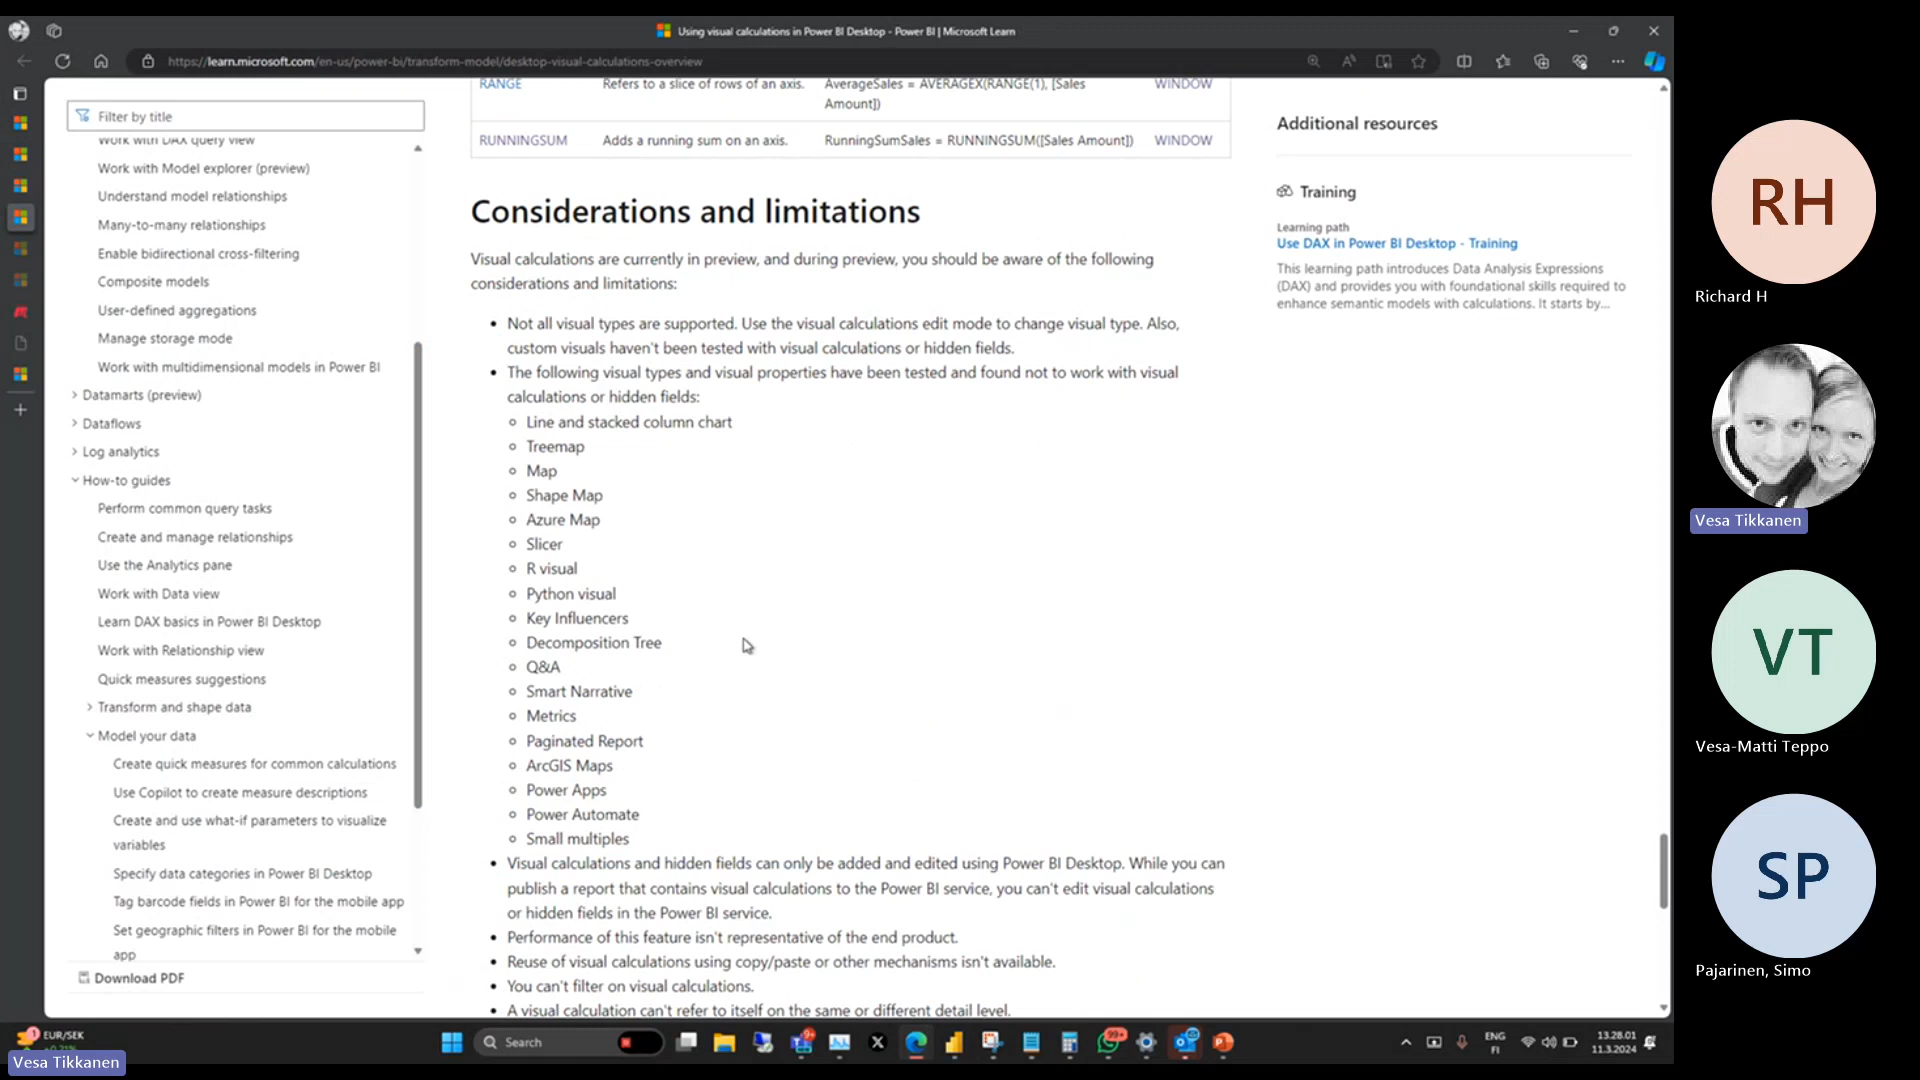 Using visual calculations in Power BI Desktop - Power BI | Microsoft Learn
https://learn.microsoft.com/en-us/power-bi/transform-model/desktop-visual-calculations-overview
Filter by title
Work with DAX query view
Work with Model explorer (preview)
Understand model relationships
Many-to-many relationships
Enable bidirectional cross-filtering
Composite models
User-defined aggregations
Manage storage mode
Work with multidimensional models in Power BI
Datamarts (preview)
Dataflows
Log analytics
How-to guides
Perform common query tasks
Create and manage relationships
Use the Analytics pane
Work with Data view
Learn DAX basics in Power BI Desktop
Work with Relationship view
Quick measures suggestions
Transform and shape data
Model your data
Create quick measures for common calculations
Use Copilot to create measure descriptions
Create and use what-if parameters to visualize
variables
Specify data categories in Power BI Desktop
Tag barcode fields in Power BI for the mobile app
Set geographic filters in Power BI for the mobile
app
Download PDF
RANGE Refers to a slice of rows of an axis. AverageSales = AVERAGEX(RANGE(1), [Sales WINDOW
Amount])
RUNNINGSUM Adds a running sum on an axis. RunningSumSales = RUNNINGSUM([Sales Amount]) WINDOW
Considerations and limitations
Visual calculations are currently in preview, and during preview, you should be aware of the following
considerations and limitations:
• Not all visual types are supported. Use the visual calculations edit mode to change visual type. Also,
custom visuals haven't been tested with visual calculations or hidden fields.
• The following visual types and visual properties have been tested and found not to work with visual
calculations or hidden fields:
Line and stacked column chart
Treemap
Map
Shape Map
Azure Map
Slicer
R visual
Python visual
Key Influencers
Decomposition Tree
Q&A
Smart Narrative
Metrics
Paginated Report
ArcGIS Maps
Power Apps
Power Automate
Small multiples
• Visual calculations and hidden fields can only be added and edited using Power BI Desktop. While you can
publish a report that contains visual calculations to the Power BI service, you can't edit visual calculations
or hidden fields in the Power BI service.
• Performance of this feature isn't representative of the end product.
• Reuse of visual calculations using copy/paste or other mechanisms isn't available.
• You can't filter on visual calculations.
• A visual calculation can't refer to itself on the same or different detail level.
Additional resources
Training
Learning path
Use DAX in Power BI Desktop - Training
This learning path introduces Data Analysis Expressions
(DAX) and provides you with foundational skills required to
enhance semantic models with calculations. It starts by...
RH
Richard H
Vesa Tikkanen
VT
Vesa-Matti Teppo
SP
Pajarinen, Simo
1
EUR/SEK
Vesa Tikkanen
Search
9+
99+
ENG
FI
13.28.01
11.3.2024